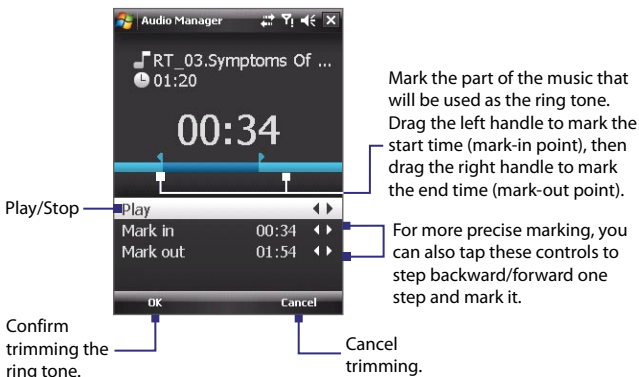 Audio Manager
RT_03.Symptoms Of ...
01:20
00:34
Mark the part of the music that
will be used as the ring tone.
Drag the left handle to mark the
start time (mark-in point), then
drag the right handle to mark
the end time (mark-out point).
Play/Stop
Play
Mark in 00:34
Mark out 01:54
For more precise marking, you
can also tap these controls to
step backward/forward one
step and mark it.
OK Cancel
Confirm
trimming the
ring tone.
Cancel
trimming.